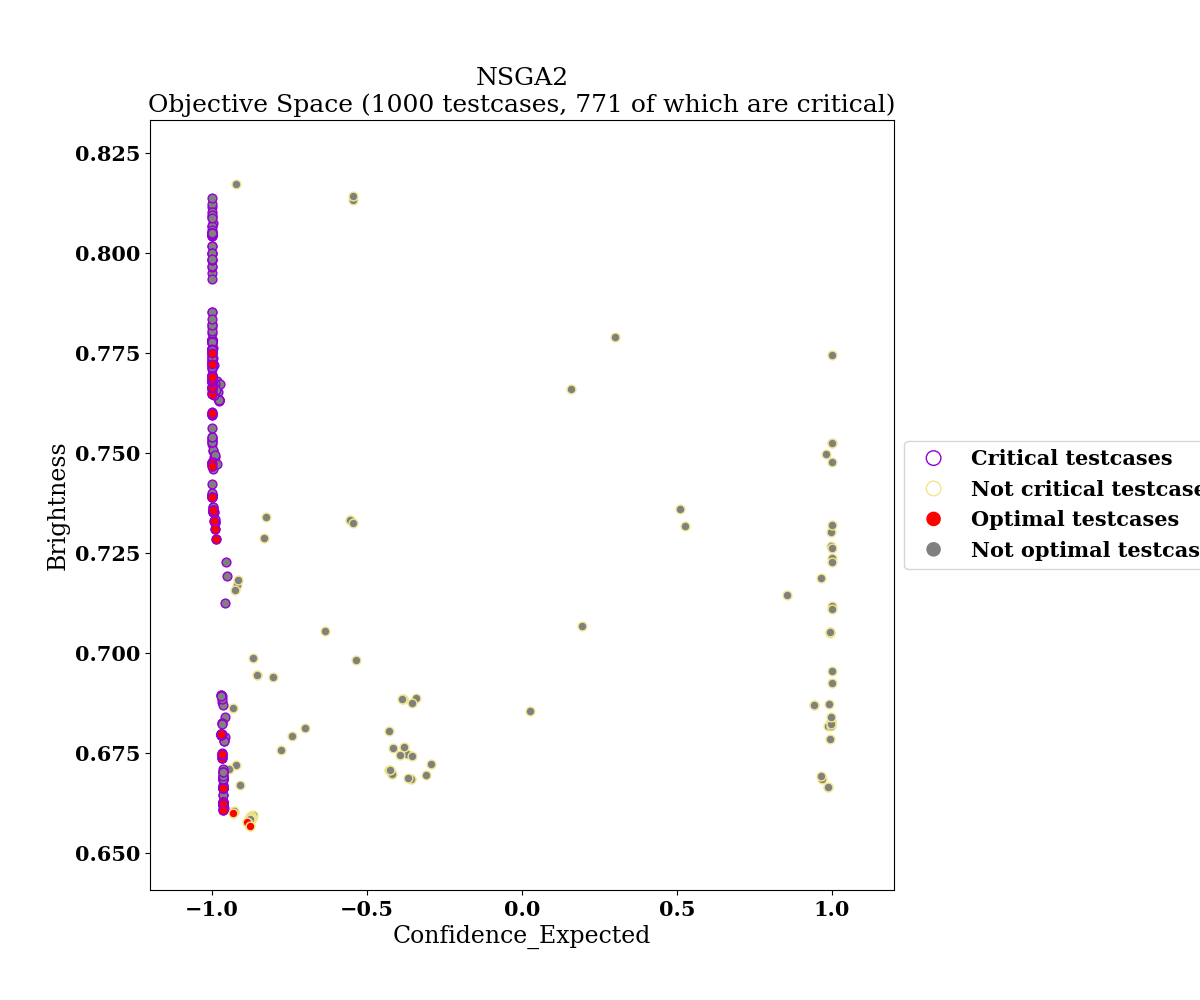 NSGA2
Objective Space (1000 testcases, 771 of which are critical)
0.825
0.800
0.775
0.750
0.725
0.700
0.675
0.650
Brightness
−1.0 −0.5 0.0 0.5 1.0
Confidence_Expected
Critical testcases
Not critical testcase
Optimal testcases
Not optimal testcas